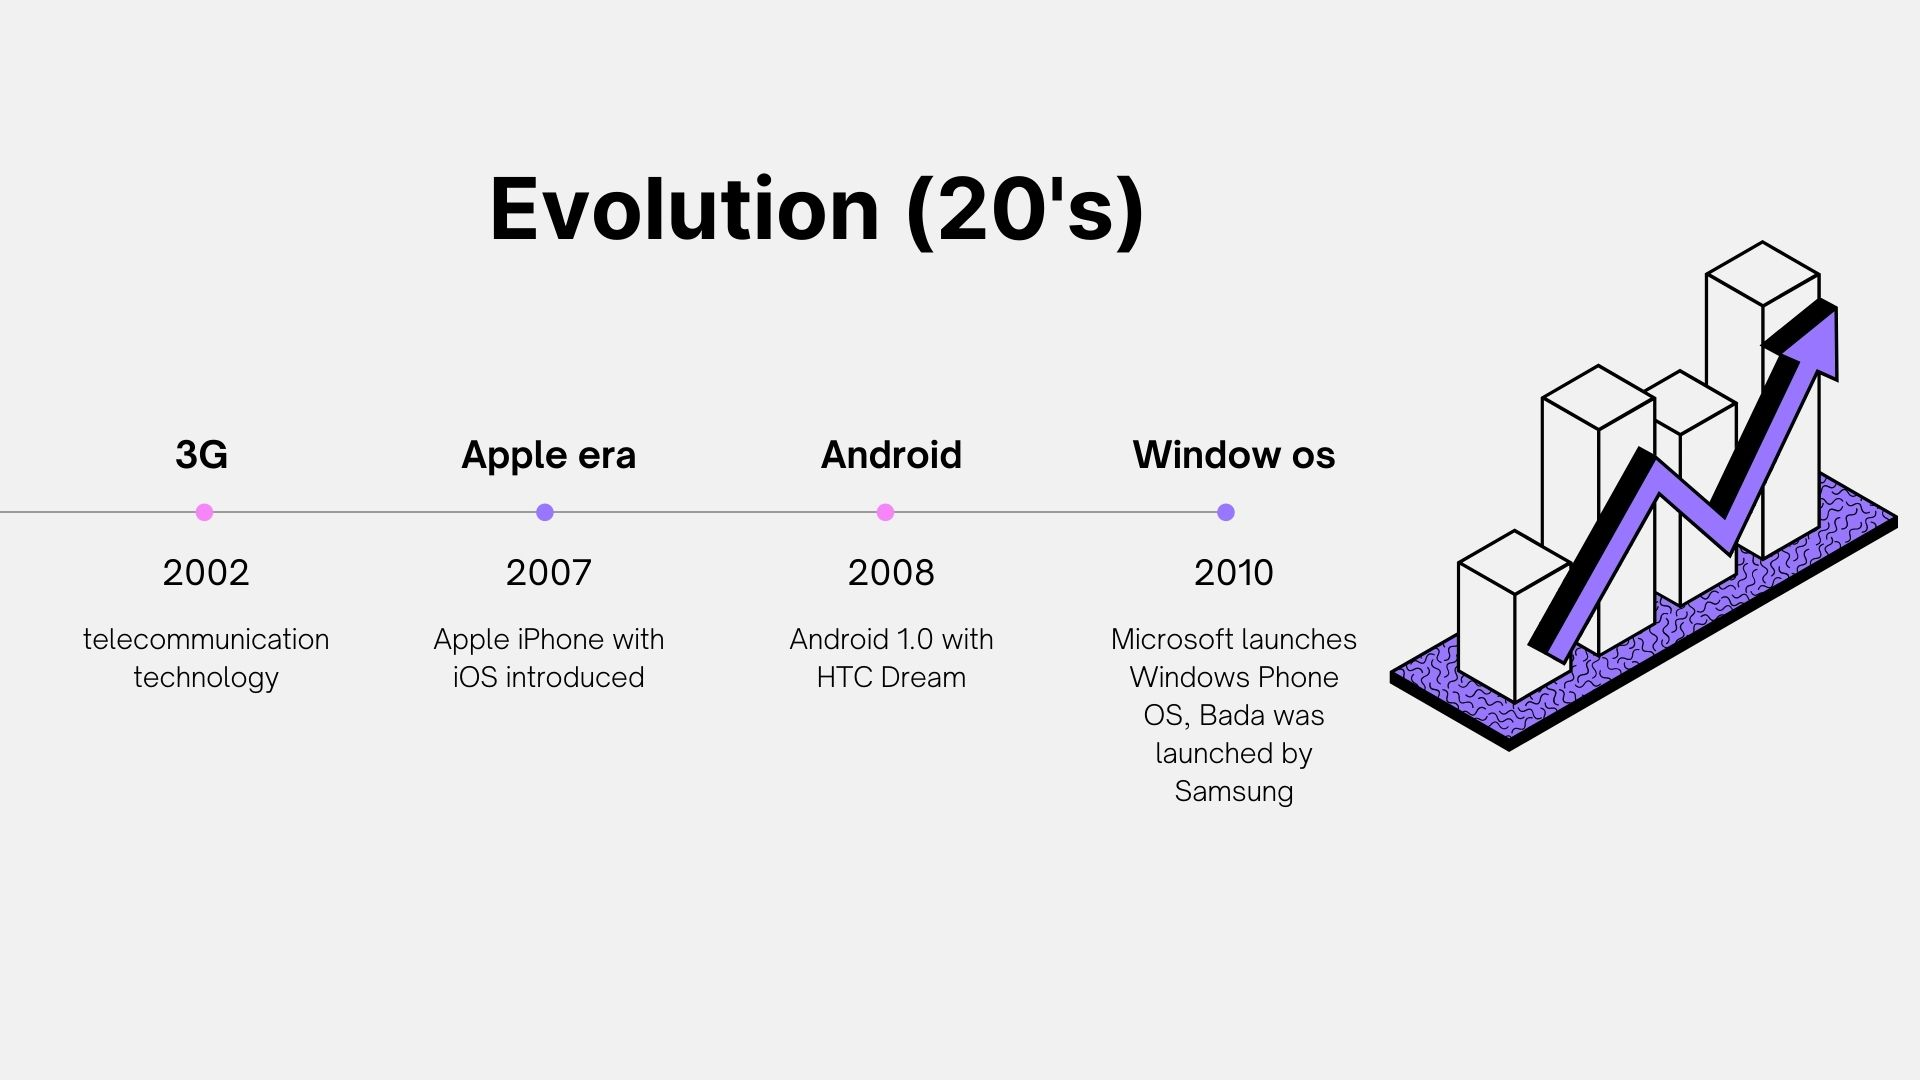 Evolution (20's)
3G
2002
telecommunication
technology
Apple era
2007
Apple iPhone with
iOS introduced
Android
2008
Android 1.0 with
HTC Dream
Window os
2010
Microsoft launches
Windows Phone
OS, Bada was
launched by
Samsung